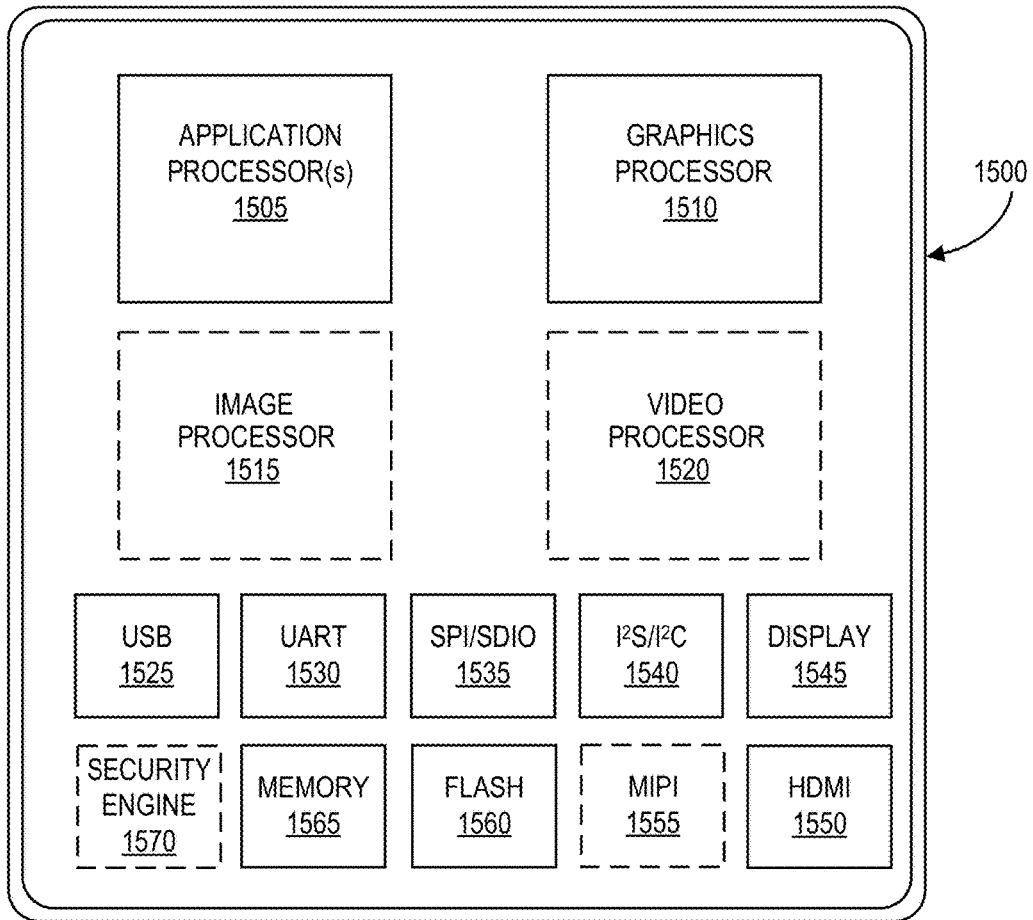 APPLICATION
PROCESSOR(s)
1505
GRAPHICS
PROCESSOR
1510
1500
IMAGE
PROCESSOR
1515
VIDEO
PROCESSOR
1520
USB
1525
UART
1530
SPI/SDIO
1535
I²S/I²C
1540
DISPLAY
1545
SECURITY
ENGINE
1570
MEMORY
1565
FLASH
1560
MIPI
1555
HDMI
1550